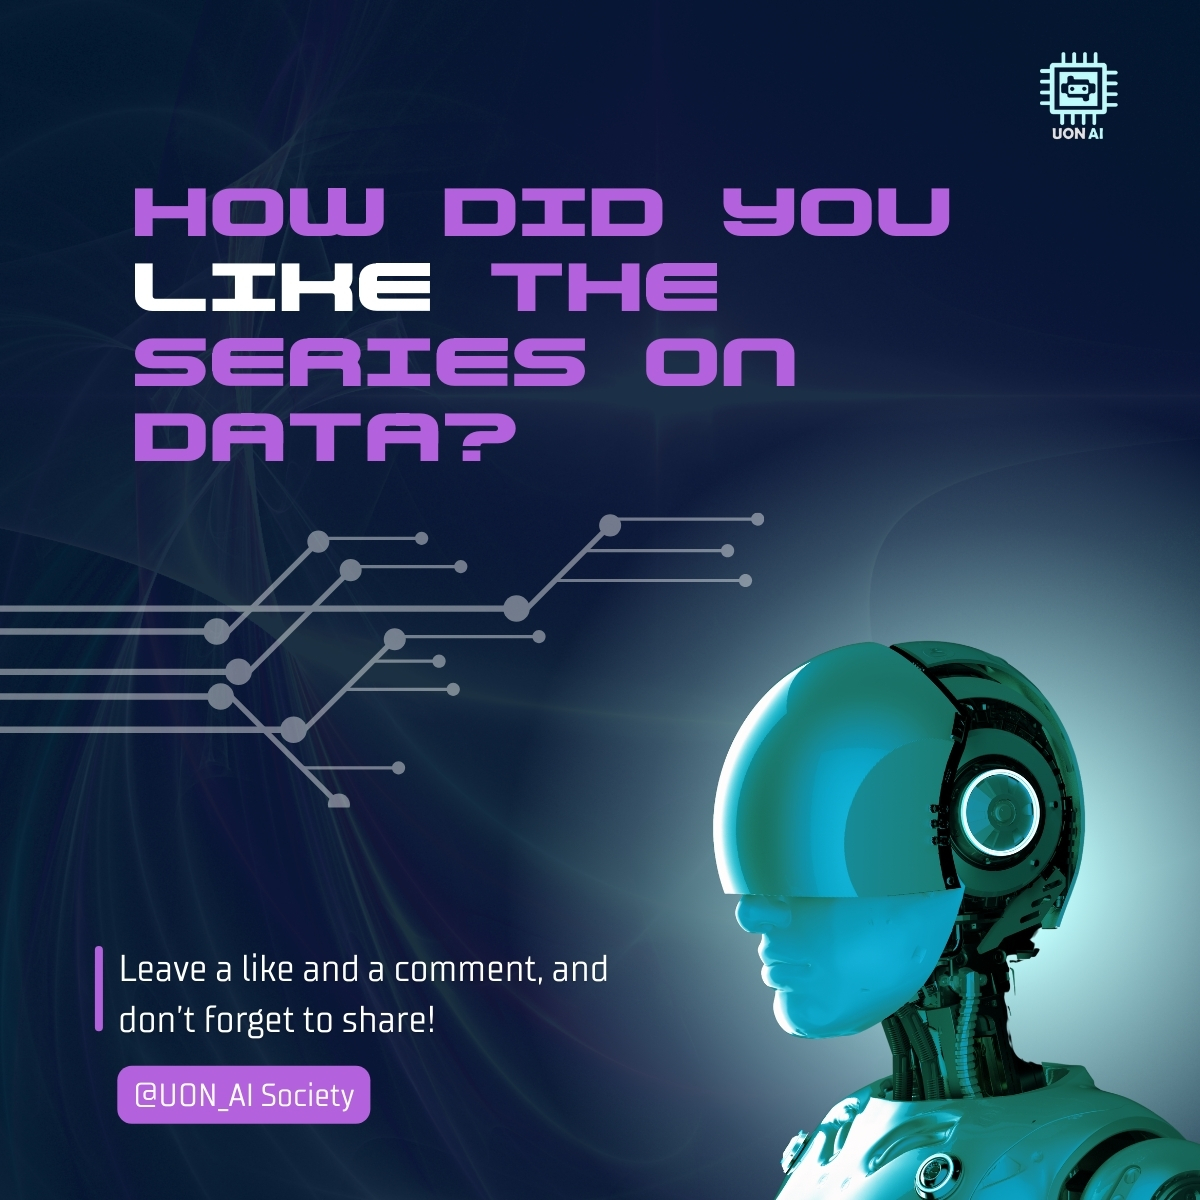 UON AI
HOW DID YOU
LIKE THE
SERIES ON
DATA?
Leave a like and a comment, and
don't forget to share!
@UON_AI Society